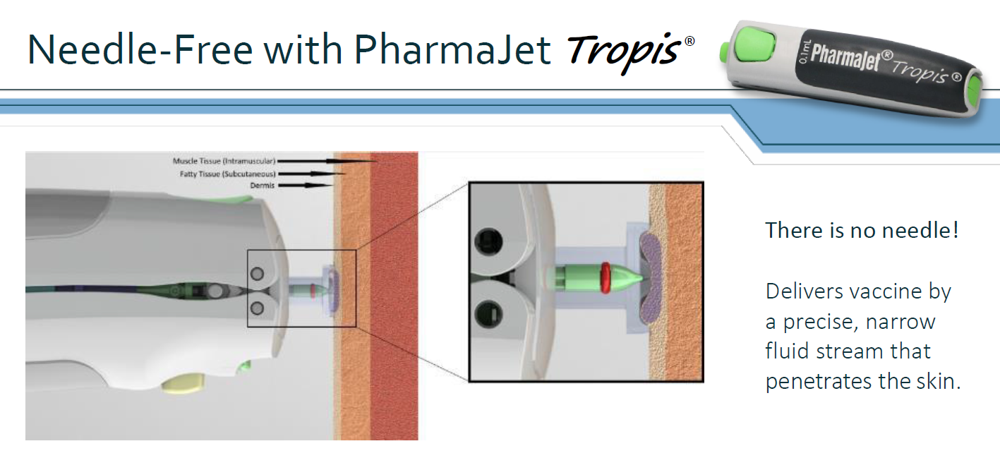 Needle-Free with PharmaJet Tropis®
0.1mL PharmaJet® Tropis®
Muscle Tissue (Intramuscular)
Fatty Tissue (Subcutaneous)
Dermis
There is no needle!
Delivers vaccine by
a precise, narrow
fluid stream that
penetrates the skin.